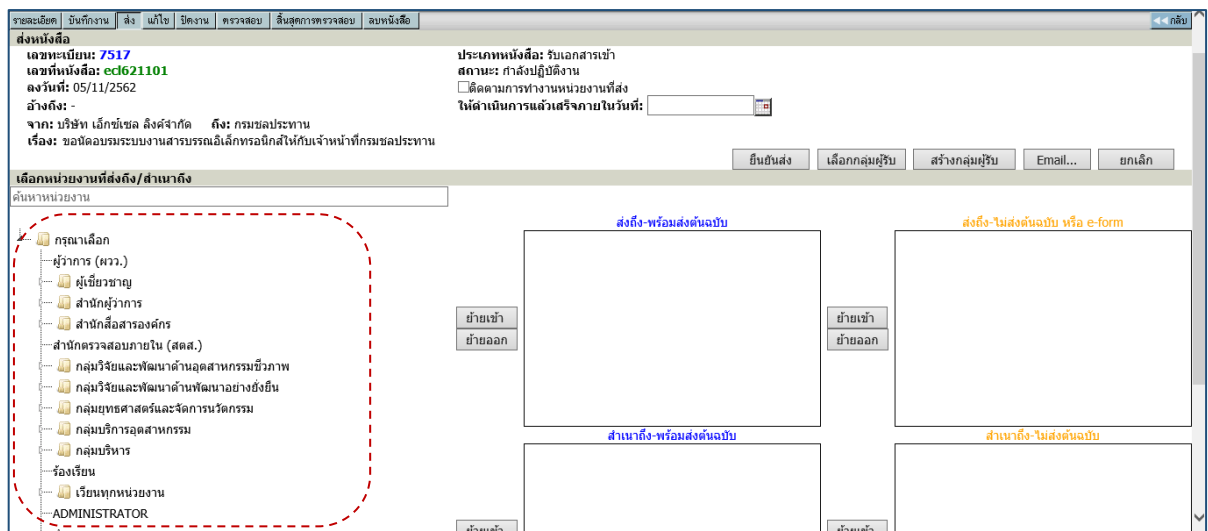 รายละเอียด บันทึกงาน ส่ง แก้ไข ปิดงาน ตรวจสอบ สิ้นสุดการตรวจสอบ ลบหนังสือ กลับ
ส่งหนังสือ
เลขทะเบียน: 7517 ประเภทหนังสือ: รับเอกสารเข้า
เลขที่หนังสือ: ecl621101 สถานะ: กำลังปฏิบัติงาน
ลงวันที่: 05/11/2562 ติดตามการทำงานหน่วยงานที่ส่ง
อ้างถึง: - ให้ดำเนินการแล้วเสร็จภายในวันที่:
จาก: บริษัท เอ็กซ์เซล ลิงค์จำกัด ถึง: กรมชลประทาน
เรื่อง: ขอนัดอบรมระบบงานสารบรรณอิเล็กทรอนิกส์ให้กับเจ้าหน้าที่กรมชลประทาน
ยืนยันส่ง เลือกกลุ่มผู้รับ สร้างกลุ่มผู้รับ Email... ยกเลิก
เลือกหน่วยงานที่ส่งถึง/สำเนาถึง
ค้นหาหน่วยงาน
ส่งถึง-พร้อมส่งต้นฉบับ ส่งถึง-ไม่ส่งต้นฉบับ หรือ e-form
กรุณาเลือก
ผู้ว่าการ (ผวว.)
ผู้เชี่ยวชาญ
สำนักผู้ว่าการ
สำนักสื่อสารองค์กร
ย้ายเข้า ย้ายเข้า
สำนักตรวจสอบภายใน (สตส.)
ย้ายออก ย้ายออก
กลุ่มวิจัยและพัฒนาด้านอุตสาหกรรมชีวภาพ
กลุ่มวิจัยและพัฒนาด้านพัฒนาอย่างยั่งยืน
กลุ่มยุทธศาสตร์และจัดการนวัตกรรม
กลุ่มบริการอุตสาหกรรม
สำเนาถึง-พร้อมส่งต้นฉบับ สำเนาถึง-ไม่ส่งต้นฉบับ
กลุ่มบริหาร
ร้องเรียน
เวียนทุกหน่วยงาน
ADMINISTRATOR
ย้ายเข้า ย้ายเข้า